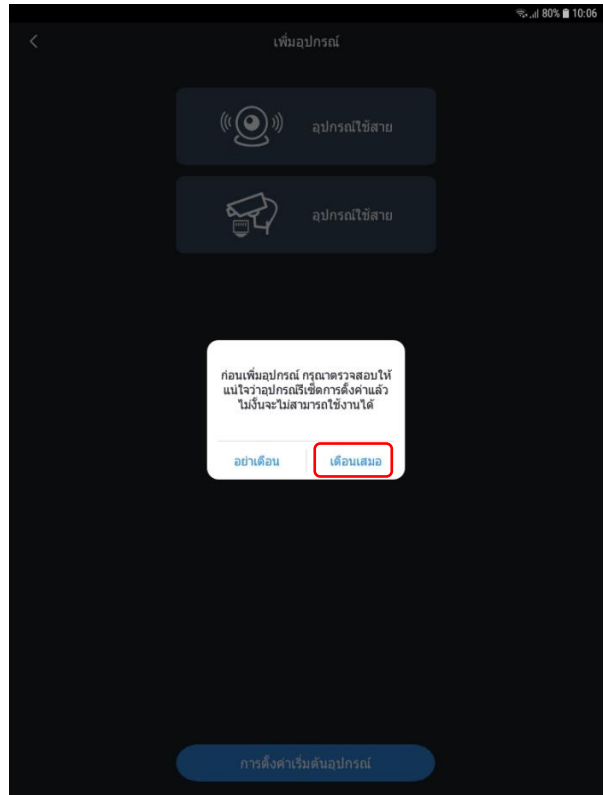 80% 10:06
เพิ่มอุปกรณ์
อุปกรณ์ใช้สาย
อุปกรณ์ใช้สาย
ก่อนเพิ่มอุปกรณ์ กรุณาตรวจสอบให้
แน่ใจว่าอุปกรณ์รีเซ็ตการตั้งค่าแล้ว
ไม่งั้นจะไม่สามารถใช้งานได้
อย่าเตือน เตือนเสมอ
การตั้งค่าเริ่มต้นอุปกรณ์